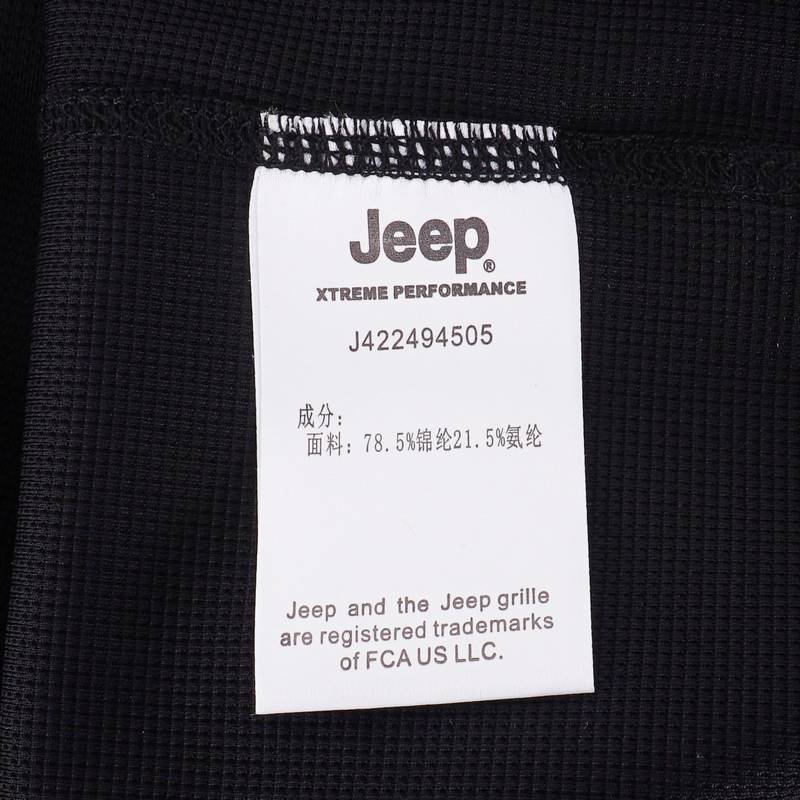 Jeep®
XTREME PERFORMANCE
J422494505
成分:
面料: 78.5%锦纶21.5%氨纶
Jeep and the Jeep grille
are registered trademarks
of FCA US LLC.